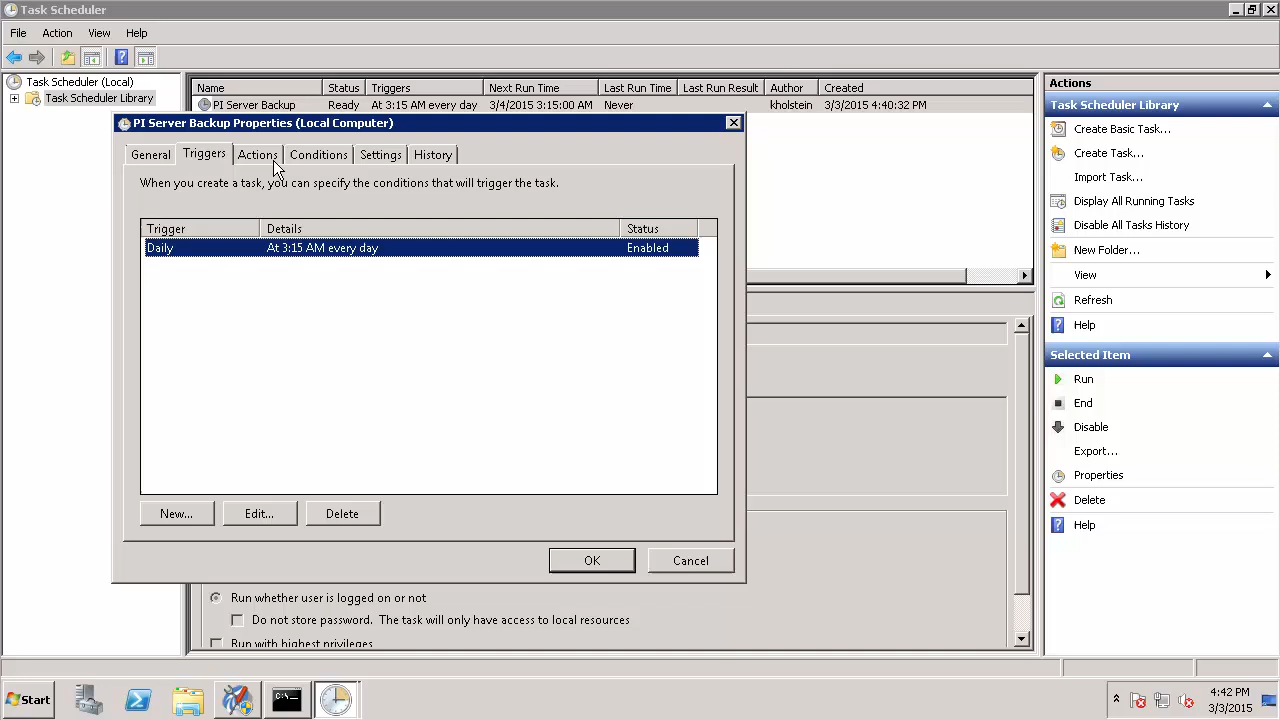 Task Scheduler
File Action View Help
Task Scheduler (Local)
Task Scheduler Library
Name Status Triggers Next Run Time Last Run Time Last Run Result Author Created
PI Server Backup Ready At 3:15 AM every day 3/4/2015 3:15:00 AM Never kholstein 3/3/2015 4:40:32 PM
PI Server Backup Properties (Local Computer)
General Triggers Actions Conditions Settings History
When you create a task, you can specify the conditions that will trigger the task.
Trigger Details Status
Daily At 3:15 AM every day Enabled
New... Edit... Delete
OK Cancel
Run whether user is logged on or not
Do not store password. The task will only have access to local resources
Run with highest privileges
Actions
Task Scheduler Library
Create Basic Task...
Create Task...
Import Task...
Display All Running Tasks
Disable All Tasks History
New Folder...
View
Refresh
Help
Selected Item
Run
End
Disable
Export...
Properties
Delete
Help
Start
C:\
4:42 PM
3/3/2015